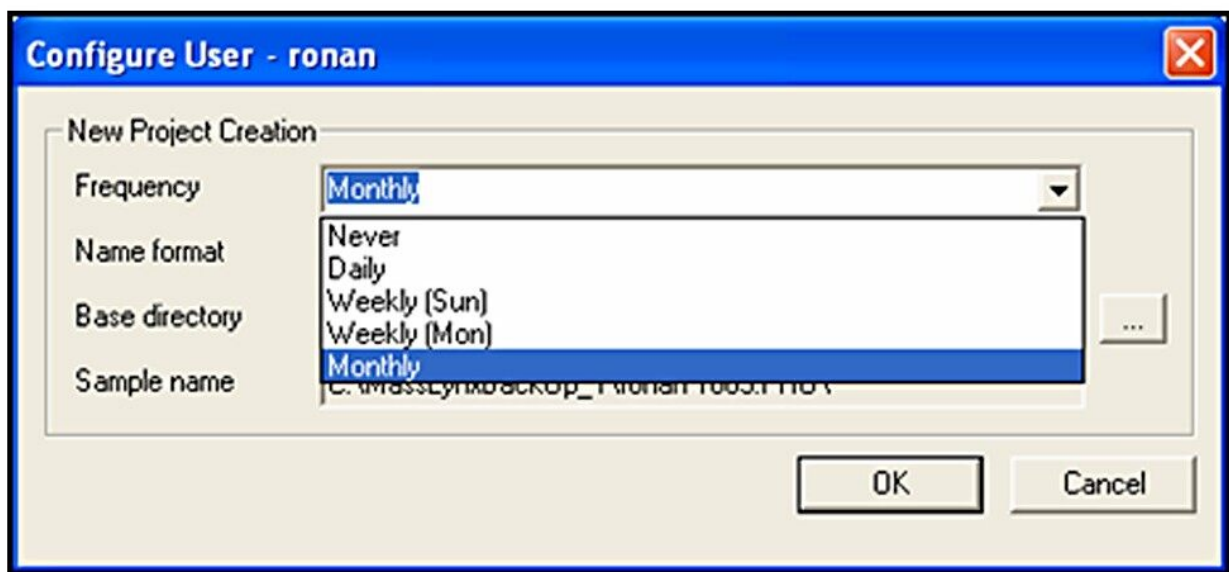 Configure User - ronan
New Project Creation
Frequency
Monthly
Never
Name format
Daily
Weekly (Sun)
Base directory
Weekly (Mon)
...
Monthly
Sample name
OK
Cancel